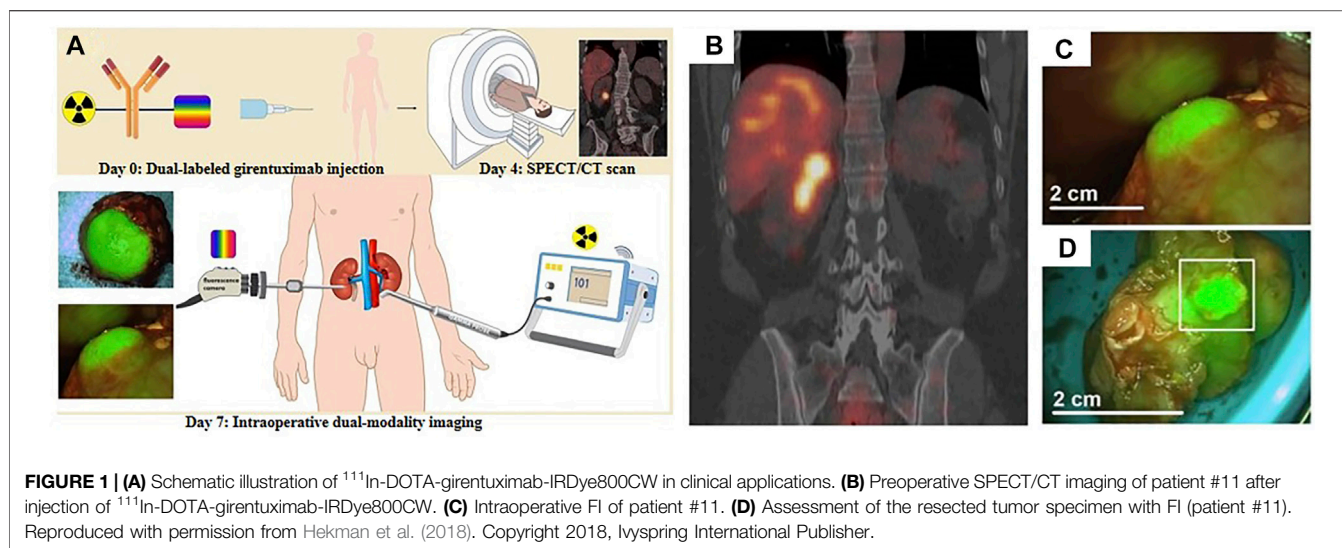 A
Day 0: Dual-labeled girentuximab injection
Day 4: SPECT/CT scan
fluorescence
camera
GAMMA PROBE
101
Day 7: Intraoperative dual-modality imaging
B
C
2 cm
D
2 cm
FIGURE 1 | (A) Schematic illustration of ¹¹¹In-DOTA-girentuximab-IRDye800CW in clinical applications. (B) Preoperative SPECT/CT imaging of patient #11 after
injection of ¹¹¹In-DOTA-girentuximab-IRDye800CW. (C) Intraoperative FI of patient #11. (D) Assessment of the resected tumor specimen with FI (patient #11).
Reproduced with permission from Hekman et al. (2018). Copyright 2018, Ivyspring International Publisher.